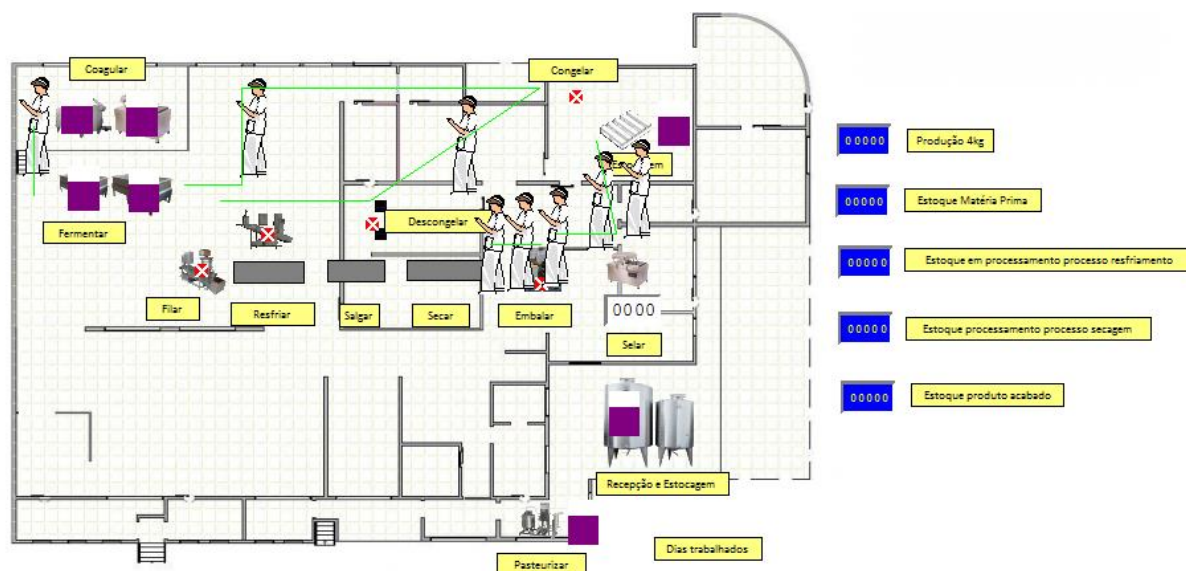 Coagular
Congelar
00000
Produção 4kg
Est
m
00000
Estoque Matéria Prima
Fermentar
Descongelar
00000
Estoque em processamento processo resfriamento
Filar
Resfriar
Salgar
Secar
Embalar
0000
00000
Estoque processamento processo secagem
Selar
00000
Estoque produto acabado
Recepção e Estocagem
Pasteurizar
Dias trabalhados